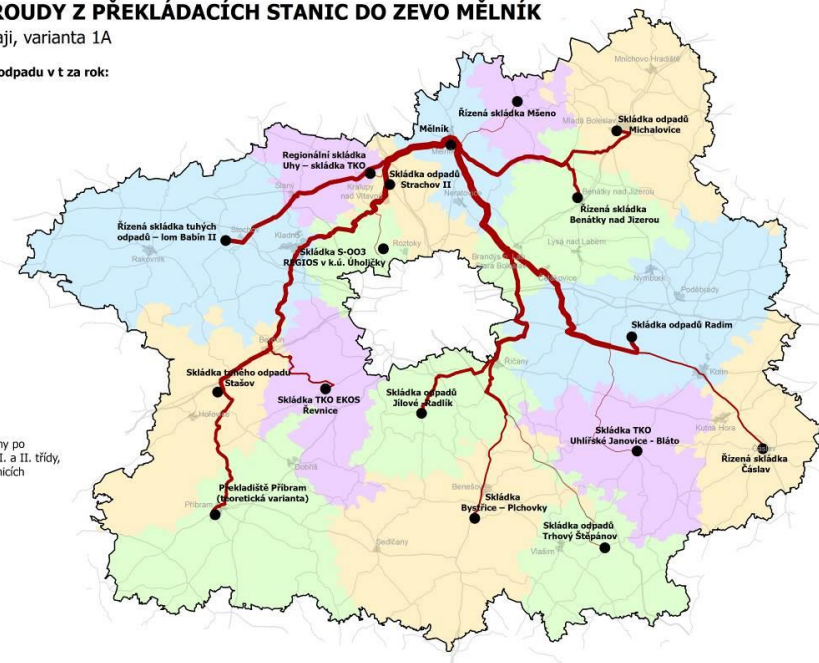 ROUDY Z PŘEKLÁDACÍCH STANIC DO ZEVO MĚLNÍK
aji, varianta 1A
odpadu v t za rok:
Mnichovo Hradiště
Řízená skládka Mšeno
Mladá Boleslav
Skládka odpadů
Michalovice
Mělník
Regionální skládka
Uhy – skládka TKO
Skládka odpadů
Strachov II
Slaný
Kralupy
nad Vltavou
Neratovice
Benátky nad Jizerou
Řízená skládka
Benátky nad Jizerou
Řízená skládka tuhých
odpadů – lom Babín II
Kladno
Rakovník
Roztoky
Skládka S-OO3
REGIOS v k.ú. Úholičky
Lysá nad Labem
Čelákovice
Nymburk
Poděbrady
Skládka odpadů Radim
Kolín
Beroun
Říčany
Skládka tuhého odpadu
Stašov
Hořovice
Skládka TKO EKOS
Řevnice
Skládka odpadů
Jílové -Radlík
Kutná Hora
Skládka TKO
Uhlířské Janovice - Bláto
Řízená skládka
Čáslav
ny po
I. a II. třídy,
nicích
Dobříš
Příbram
Překladiště Příbram
(teoretická varianta)
Benešov
Skládka
Bystřice – Plchovky
Skládka odpadů
Trhový Štěpánov
Sedlčany
Vlašim